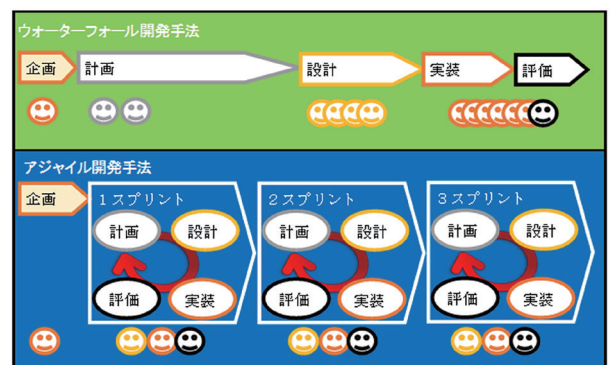 ウォーターフォール開発手法
企画
計画
設計
実装
評価
アジャイル開発手法
企画
1スプリント
計画
設計
評価
実装
2スプリント
計画
設計
評価
実装
3スプリント
計画
設計
評価
実装